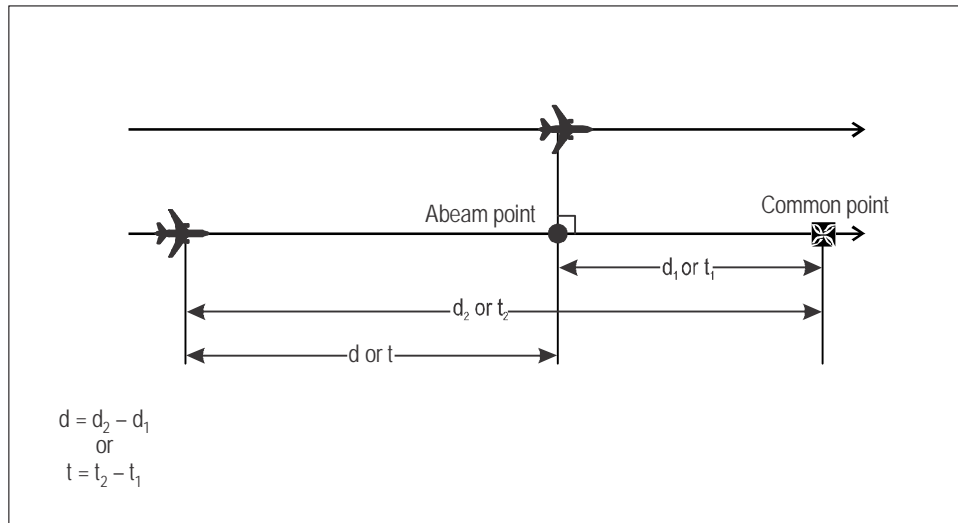 Abeam point
Common point
d₁ or t₁
d₂ or t₂
d or t
d = d₂ – d₁
or
t = t₂ – t₁